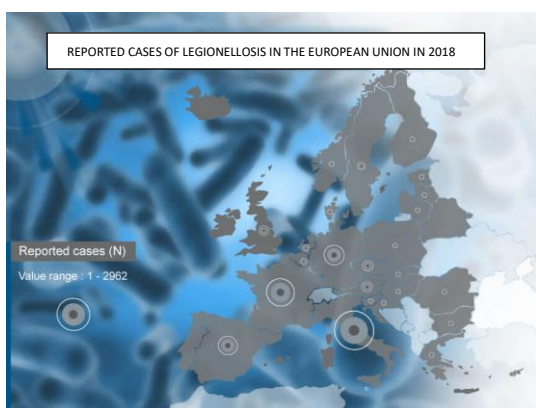 REPORTED CASES OF LEGIONELLOSIS IN THE EUROPEAN UNION IN 2018
Reported cases (N)
Value range : 1 - 2962